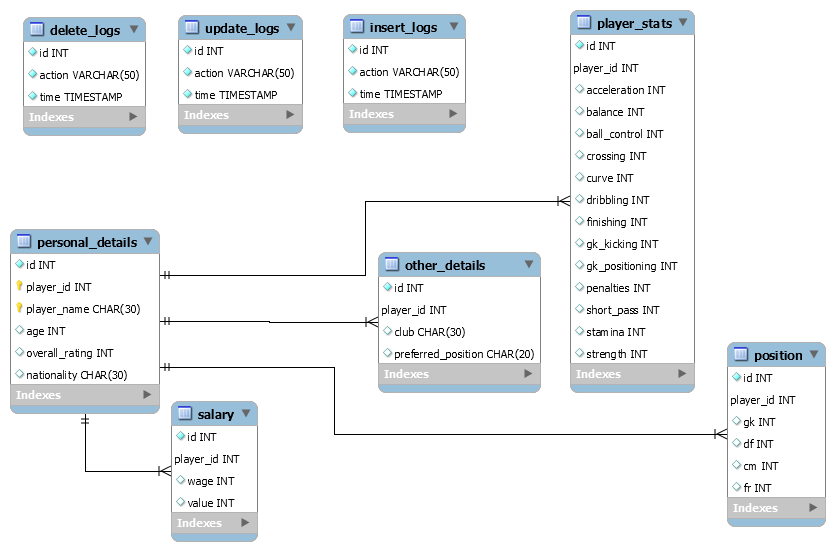 delete_logs
id INT
action VARCHAR(50)
time TIMESTAMP
Indexes
update_logs
id INT
action VARCHAR(50)
time TIMESTAMP
Indexes
insert_logs
id INT
action VARCHAR(50)
time TIMESTAMP
Indexes
player_stats
id INT
player_id INT
acceleration INT
balance INT
ball_control INT
crossing INT
curve INT
dribbling INT
finishing INT
gk_kicking INT
gk_positioning INT
penalties INT
short_pass INT
stamina INT
strength INT
Indexes
personal_details
id INT
player_id INT
player_name CHAR(30)
age INT
overall_rating INT
nationality CHAR(30)
Indexes
other_details
id INT
player_id INT
club CHAR(30)
preferred_position CHAR(20)
Indexes
position
id INT
player_id INT
gk INT
df INT
cm INT
fr INT
Indexes
salary
id INT
player_id INT
wage INT
value INT
Indexes